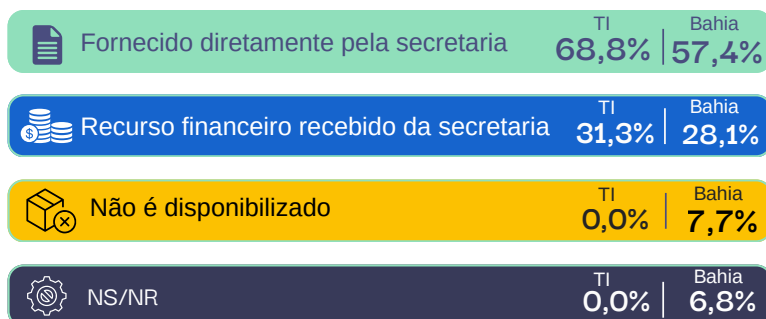 TI Bahia
Fornecido diretamente pela secretaria 68,8% 57,4%
TI Bahia
Recurso financeiro recebido da secretaria 31,3% 28,1%
TI Bahia
Não é disponibilizado 0,0% 7,7%
TI Bahia
NS/NR 0,0% 6,8%